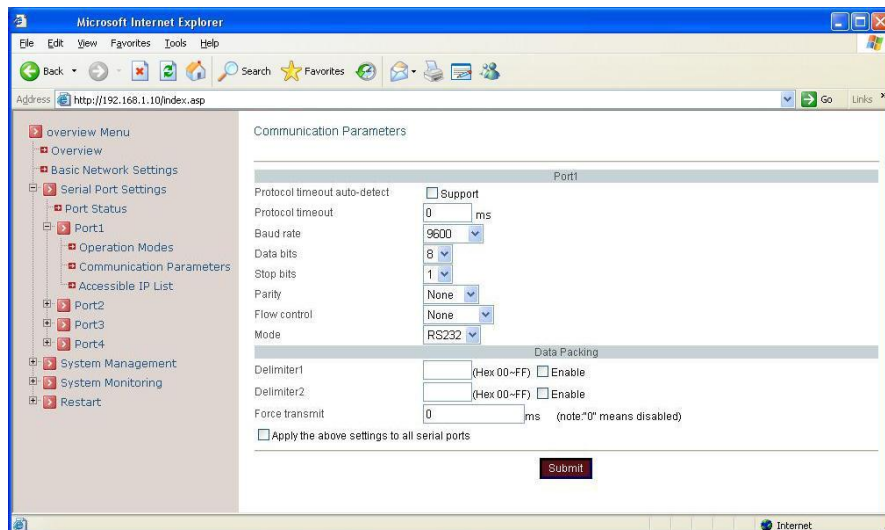 Microsoft Internet Explorer
File Edit View Favorites Tools Help
Back Search Favorites
Address http://192.168.1.10/index.asp Go Links »
overview Menu
Overview
Basic Network Settings
Serial Port Settings
Port Status
Port1
Operation Modes
Communication Parameters
Accessible IP List
Port2
Port3
Port4
System Management
System Monitoring
Restart
Communication Parameters
Port1
Protocol timeout auto-detect Support
Protocol timeout 0 ms
Baud rate 9600
Data bits 8
Stop bits 1
Parity None
Flow control None
Mode RS232
Data Packing
Delimiter1 (Hex 00~FF) Enable
Delimiter2 (Hex 00~FF) Enable
Force transmit 0 ms (note:"0" means disabled)
Apply the above settings to all serial ports
Submit
Internet